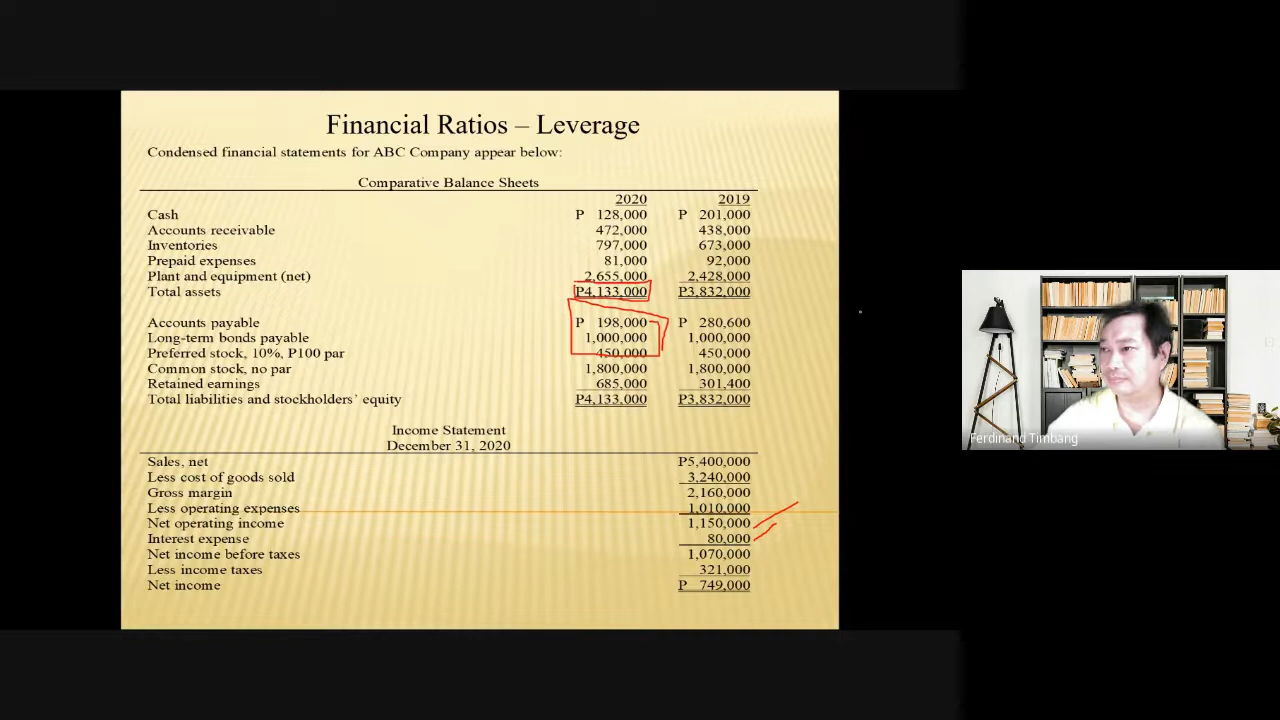 Financial Ratios – Leverage
Condensed financial statements for ABC Company appear below:
Comparative Balance Sheets
2020 2019
Cash P 128,000 P 201,000
Accounts receivable 472,000 438,000
Inventories 797,000 673,000
Prepaid expenses 81,000 92,000
Plant and equipment (net) 2,655,000 2,428,000
Total assets P4,133,000 P3,832,000
Accounts payable P 198,000 P 280,600
Long-term bonds payable 1,000,000 1,000,000
Preferred stock, 10%, P100 par 450,000 450,000
Common stock, no par 1,800,000 1,800,000
Retained earnings 685,000 301,400
Total liabilities and stockholders' equity P4,133,000 P3,832,000
Income Statement
December 31, 2020
Sales, net P5,400,000
Less cost of goods sold 3,240,000
Gross margin 2,160,000
Less operating expenses 1,010,000
Net operating income 1,150,000
Interest expense 80,000
Net income before taxes 1,070,000
Less income taxes 321,000
Net income P 749,000
Ferdinand Timbang